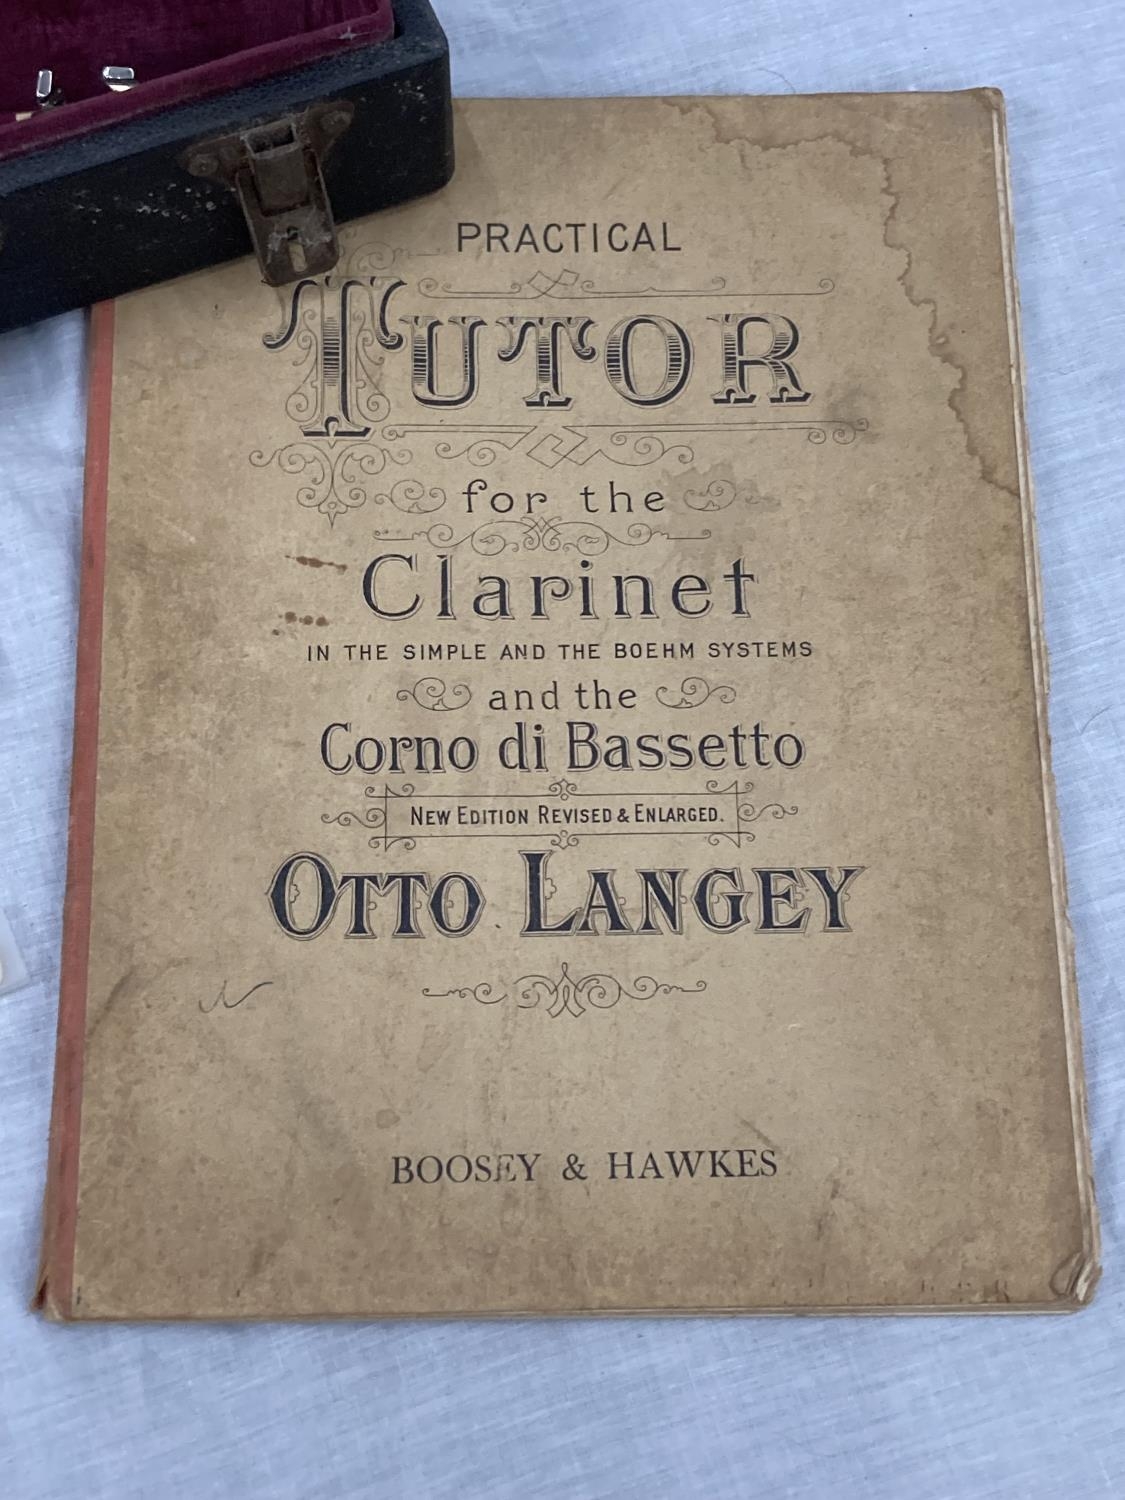 PRACTICAL
TUTOR
for the
Clarinet
IN THE SIMPLE AND THE BOEHM SYSTEMS
and the
Corno di Bassetto
NEW EDITION REVISED & ENLARGED.
OTTO LANGEY
BOOSEY & HAWKES